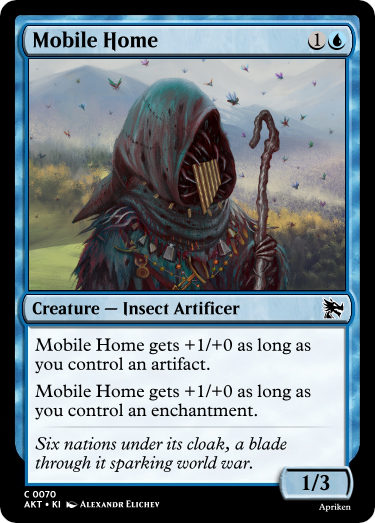 Mobile Home 1
Creature — Insect Artificer
Mobile Home gets +1/+0 as long as
you control an artifact.
Mobile Home gets +1/+0 as long as
you control an enchantment.
Six nations under its cloak, a blade
through it sparking world war.
1/3
C 0070
AKT • KI Alexandr Elichev
Apriken